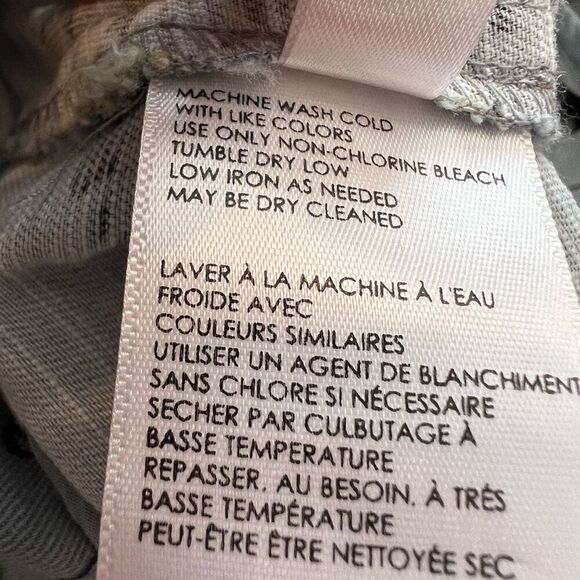 MACHINE WASH COLD
WITH LIKE COLORS
USE ONLY NON-CHLORINE BLEACH
TUMBLE DRY LOW
LOW IRON AS NEEDED
MAY BE DRY CLEANED
LAVER À LA MACHINE À L'EAU
FROIDE AVEC
COULEURS SIMILAIRES
UTILISER UN AGENT DE BLANCHIMENT
SANS CHLORE SI NÉCESSAIRE
SECHER PAR CULBUTAGE À
BASSE TEMPERATURE
REPASSER, AU BESOIN, À TRÉS
BASSE TEMPÉRATURE
PEUT-ÊTRE ÊTRE NETTOYÉE SEC